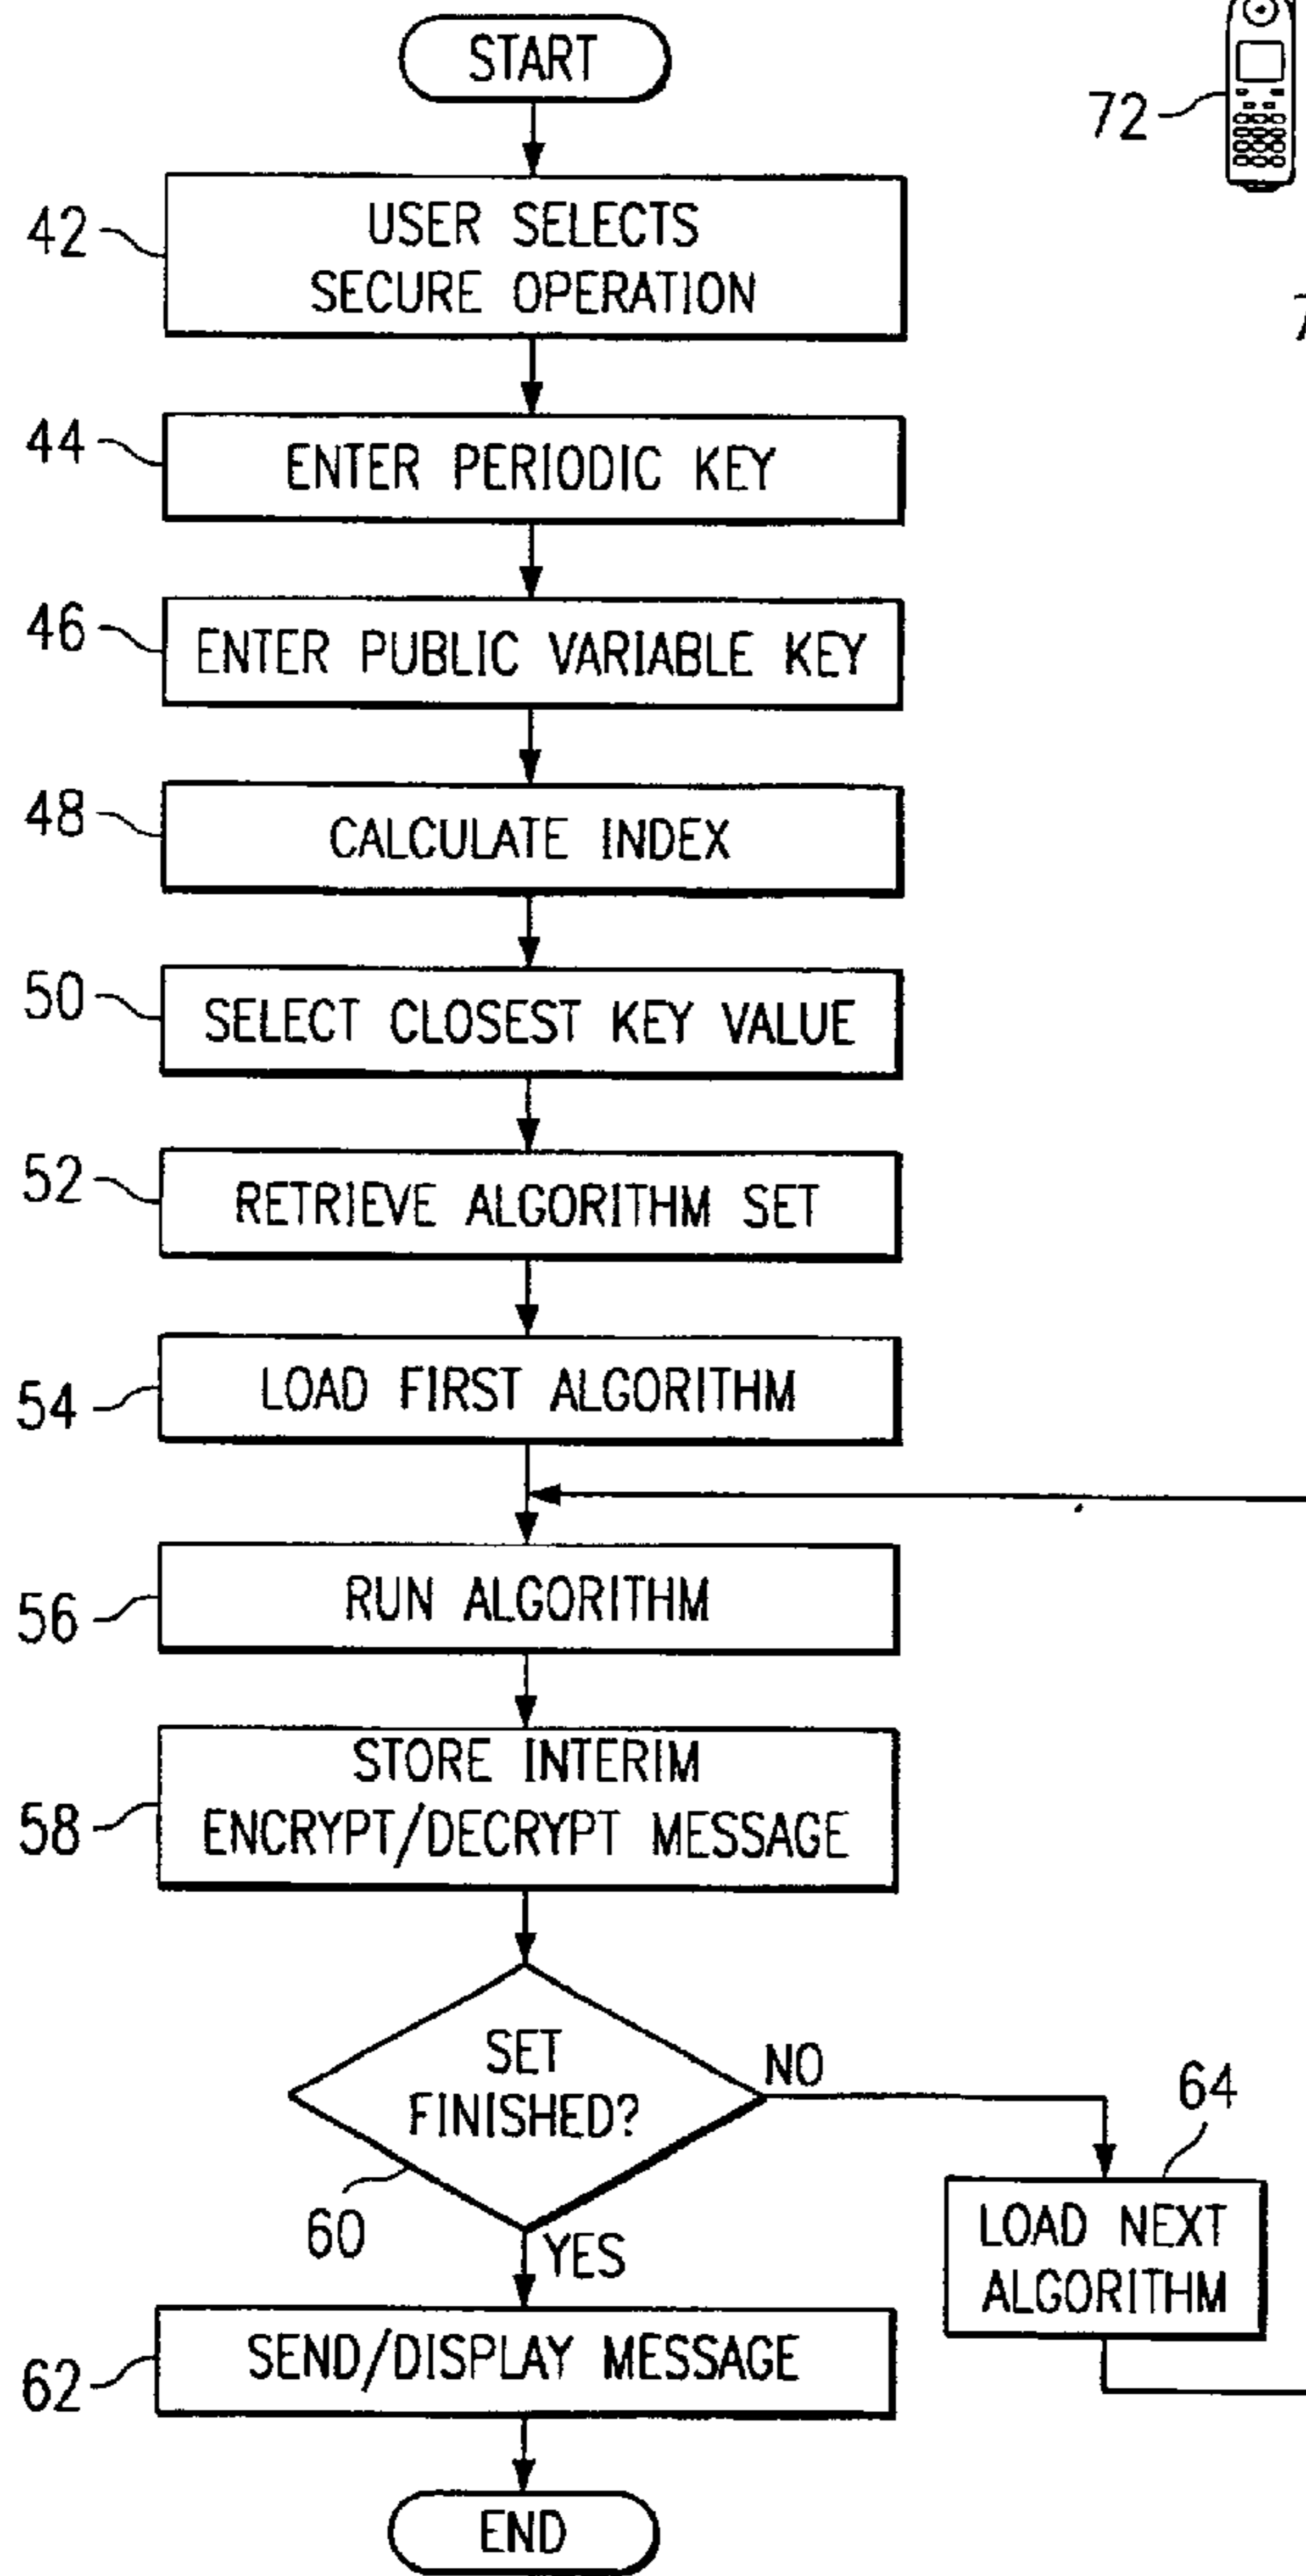 START
72
42
USER SELECTS
SECURE OPERATION
7
44
ENTER PERIODIC KEY
46
ENTER PUBLIC VARIABLE KEY
48
CALCULATE INDEX
50
SELECT CLOSEST KEY VALUE
52
RETRIEVE ALGORITHM SET
54
LOAD FIRST ALGORITHM
56
RUN ALGORITHM
58
STORE INTERIM
ENCRYPT/DECRYPT MESSAGE
SET
FINISHED?
NO
60
YES
64
LOAD NEXT
ALGORITHM
62
SEND/DISPLAY MESSAGE
END